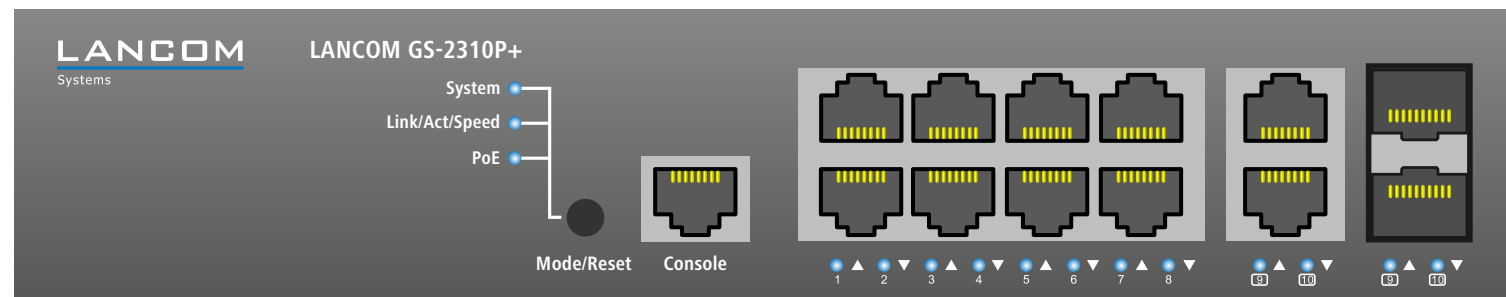 LANCOM
Systems
LANCOM GS-2310P+
System
Link/Act/Speed
PoE
Mode/Reset
Console
1 2 3 4 5 6 7 8 9 10 9 10